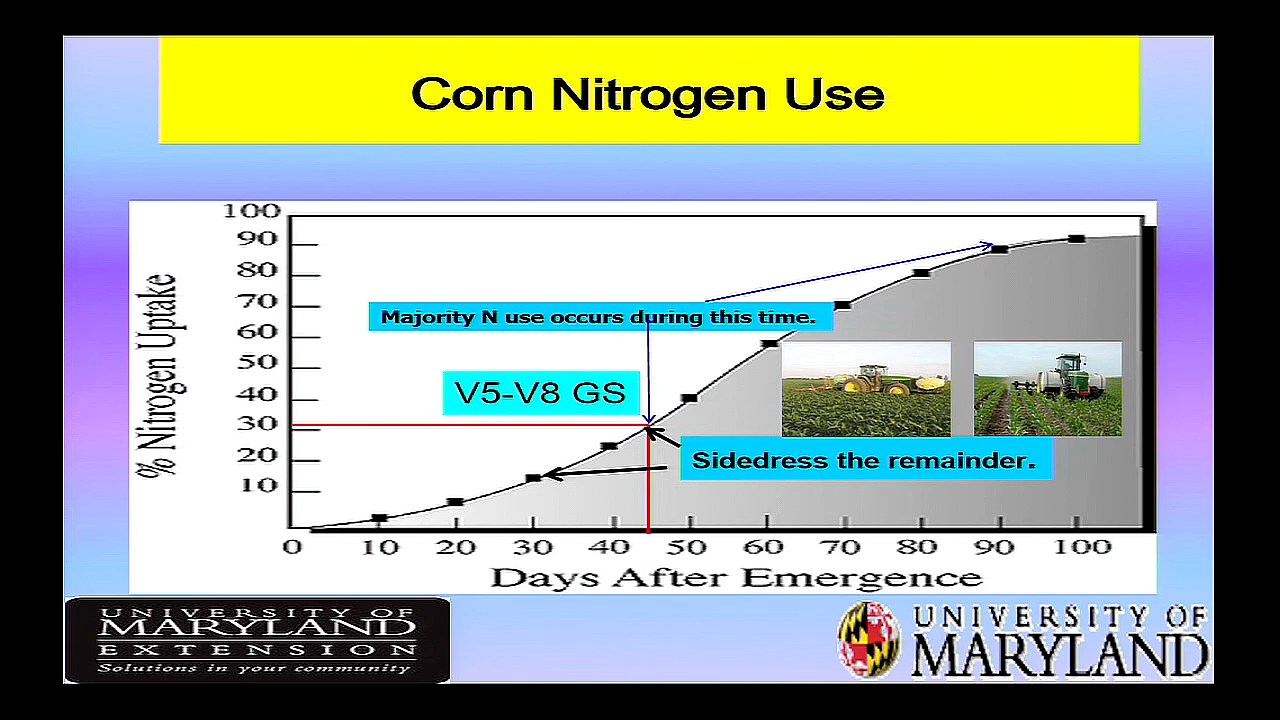 Corn Nitrogen Use
100
90
80
70
60
50
40
30
20
10
% Nitrogen Uptake
Majority N use occurs during this time.
V5-V8 GS
Sidedress the remainder.
0 10 20 30 40 50 60 70 80 90 100
Days After Emergence
UNIVERSITY OF
MARYLAND
EXTENSION
Solutions in your community
UNIVERSITY OF
MARYLAND